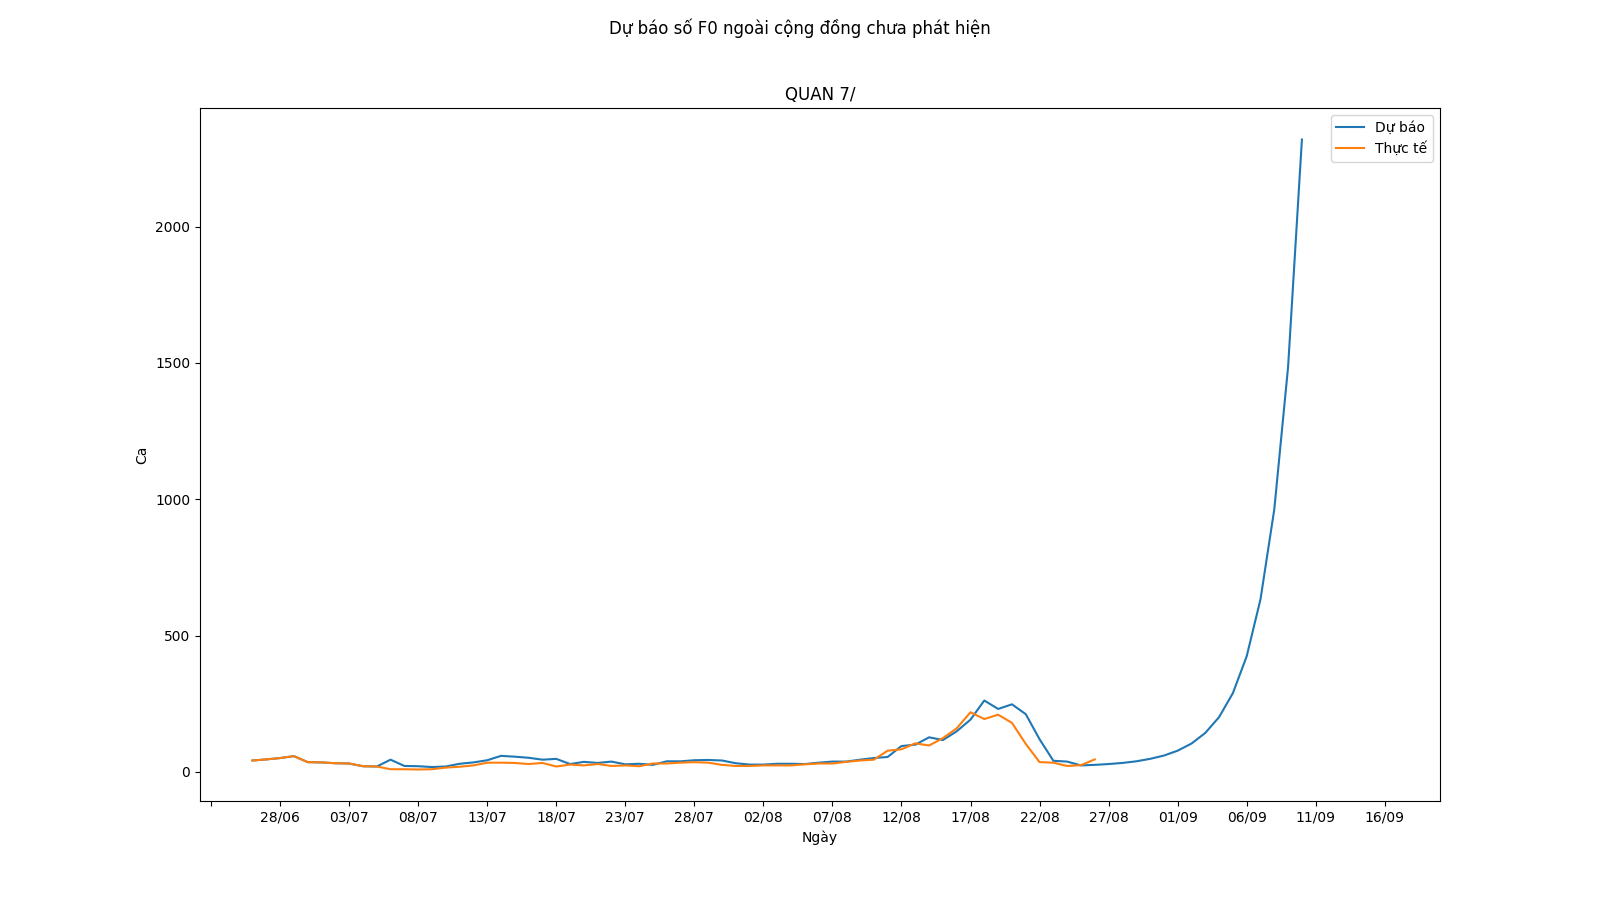 Dự báo số F0 ngoài cộng đồng chưa phát hiện
QUAN 7/
Dự báo
Thực tế
2000
1500
1000
500
0
Ca
28/06 03/07 08/07 13/07 18/07 23/07 28/07 02/08 07/08 12/08 17/08 22/08 27/08 01/09 06/09 11/09 16/09
Ngày